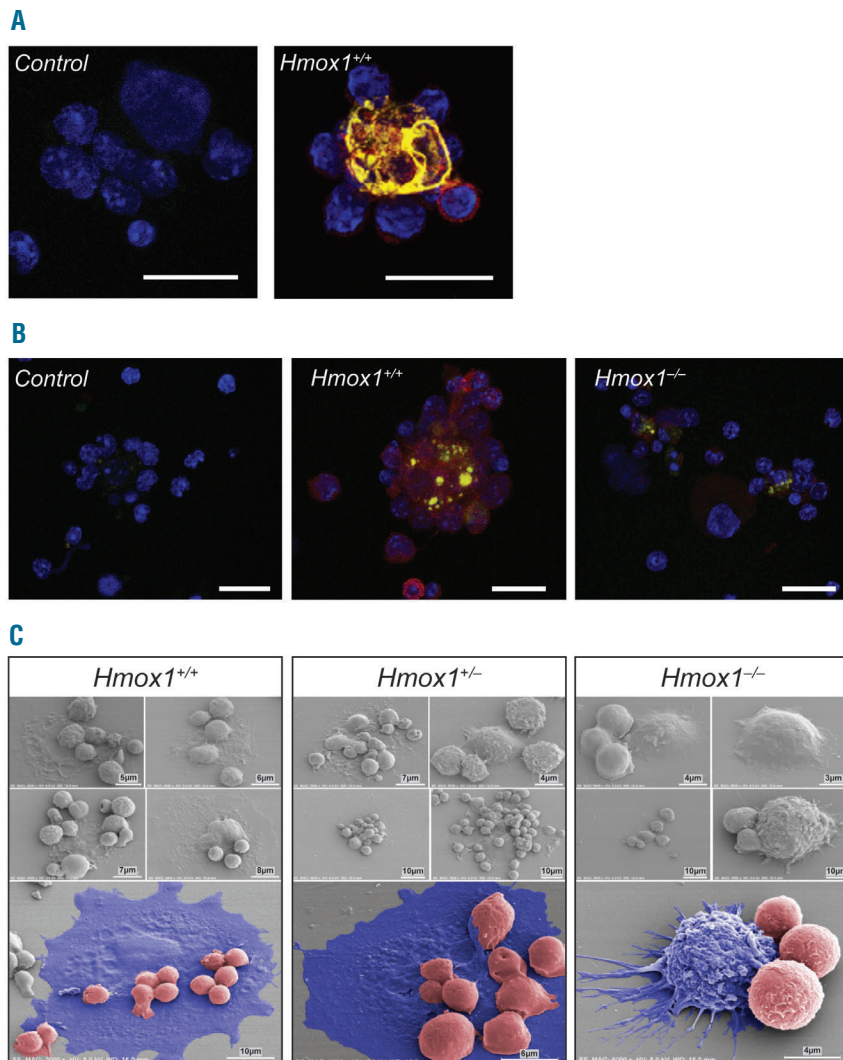 A
Control
Hmox1+/+
B
Control
Hmox1+/+
Hmox1–/–
C
Hmox1+/+
Hmox1+/–
Hmox1–/–
5µm
6µm
7µm
4µm
4µm
3µm
7µm
8µm
10µm
10µm
10µm
10µm
10µm
6µm
4µm